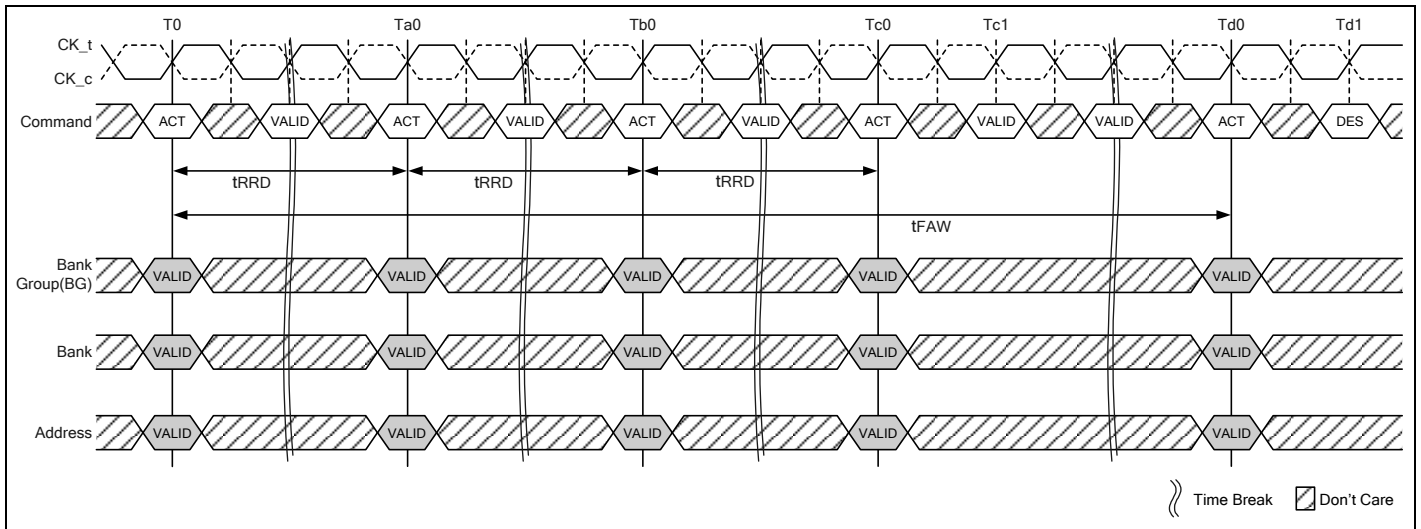 T0 Ta0 Tb0 Tc0 Tc1 Td0 Td1
CK_t
CK_c
Command ACT VALID ACT VALID ACT VALID ACT VALID VALID ACT DES
tRRD tRRD tRRD
tFAW
Bank
Group(BG) VALID VALID VALID VALID VALID
Bank VALID VALID VALID VALID VALID
Address VALID VALID VALID VALID VALID
Time Break Don't Care